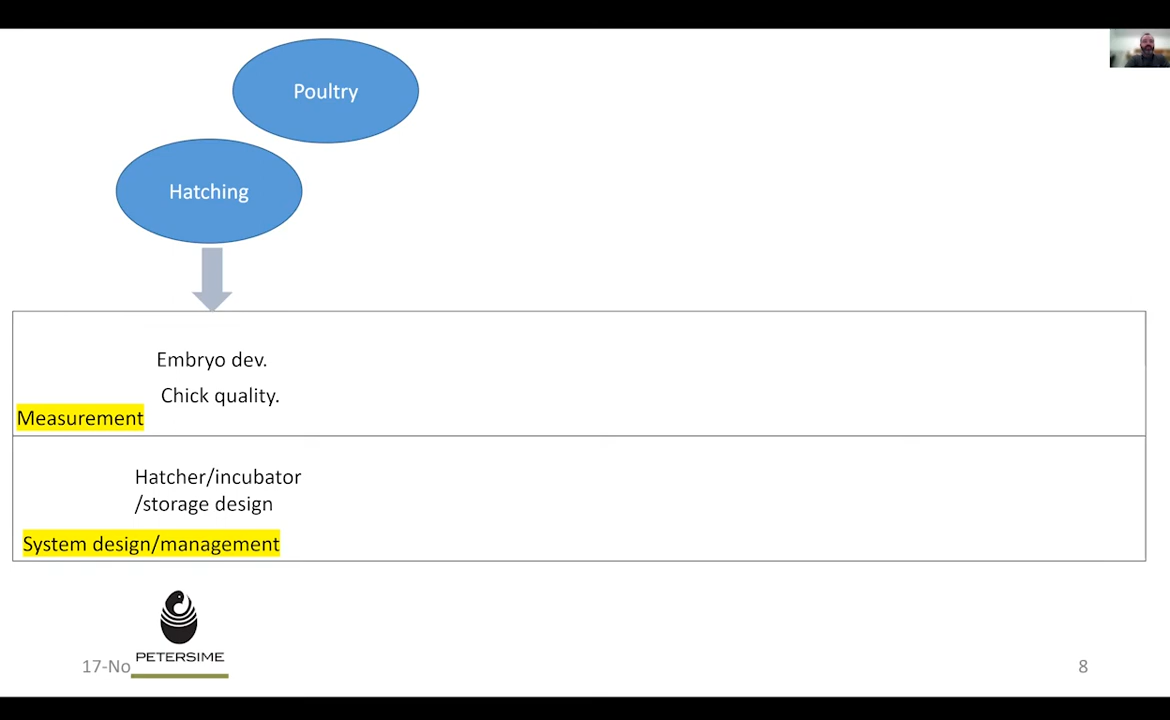 Poultry
Hatching
Embryo dev.
Chick quality.
Measurement
Hatcher/incubator
/storage design
System design/management
PETERSIME
17-No
8